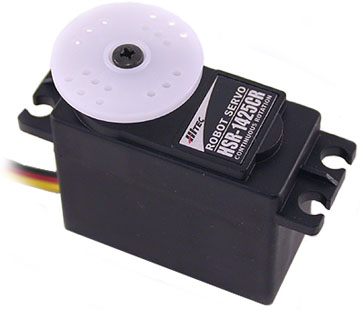 HITEC
ROBOT SERVO
HSR-1425CR
CONTINUOUS ROTATION